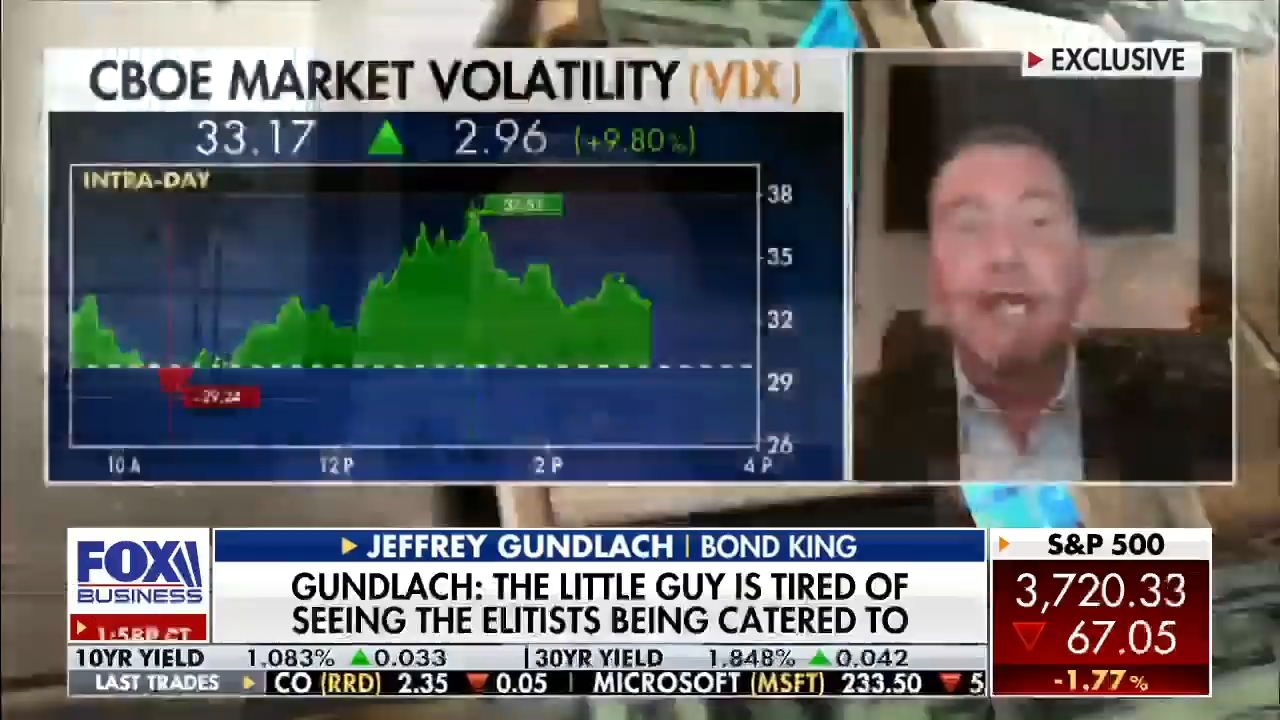 EXCLUSIVE
CBOE MARKET VOLATILITY (VIX)
33.17 ▲ 2.96 (+9.80%)
INTRA-DAY
38
35
32
29
26
29.24
10 A 12 P 2 P 4 P
FOX
BUSINESS
JEFFREY GUNDLACH | BOND KING
GUNDLACH: THE LITTLE GUY IS TIRED OF
SEEING THE ELITISTS BEING CATERED TO
S&P 500
3,720.33
▼ 67.05
-1.77%
10YR YIELD 1.083% ▲ 0.033 | 30YR YIELD 1.848% ▲ 0.042
LAST TRADES CO (RRD) 2.35 ▼ 0.05 | MICROSOFT (MSFT) 233.50 ▼ 5